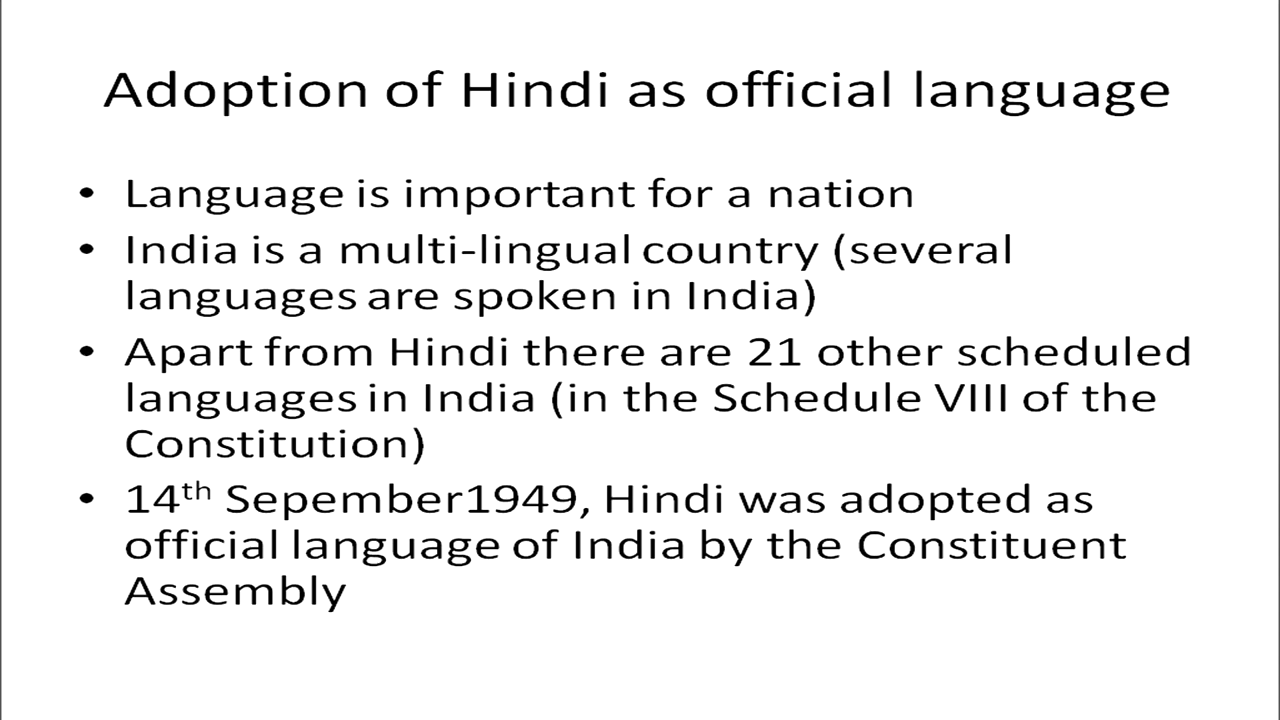 Adoption of Hindi as official language
• Language is important for a nation
• India is a multi-lingual country (several
languages are spoken in India)
• Apart from Hindi there are 21 other scheduled
languages in India (in the Schedule VIII of the
Constitution)
• 14th Sepember1949, Hindi was adopted as
official language of India by the Constituent
Assembly